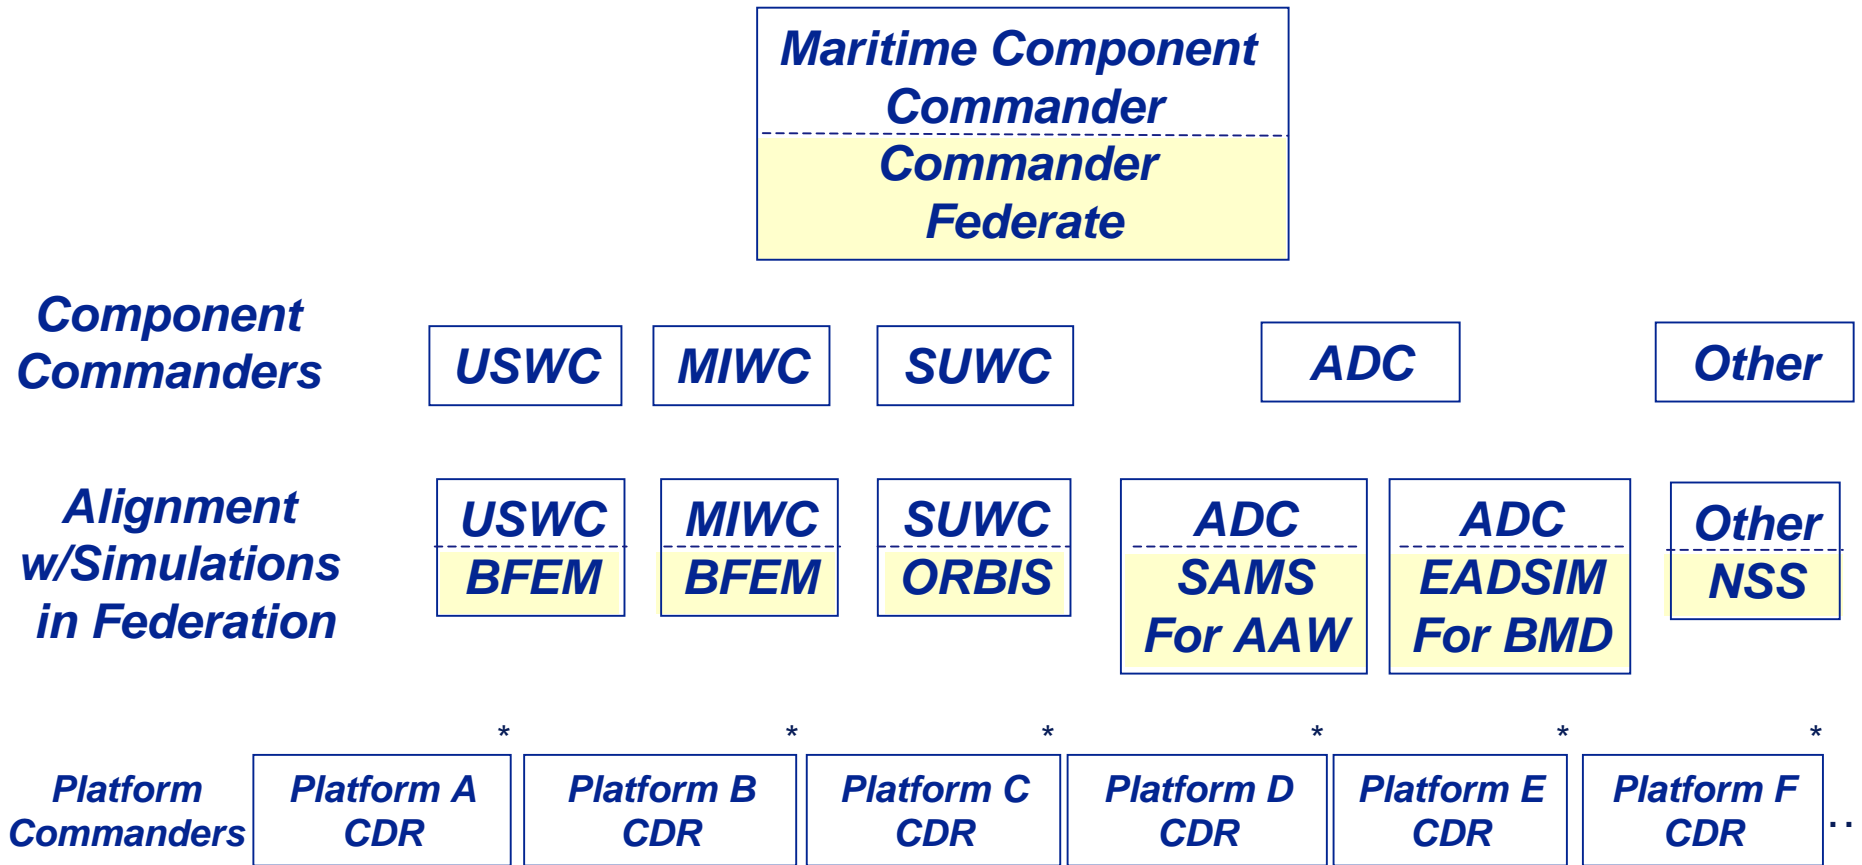 Maritime Component
Commander
Commander
Federate
Component
Commanders
USWC
MIWC
SUWC
ADC
Other
Alignment
w/Simulations
in Federation
USWC
BFEM
MIWC
BFEM
SUWC
ORBIS
ADC
SAMS
For AAW
ADC
EADSIM
For BMD
Other
NSS
* * * * * *
Platform
Commanders
Platform A
CDR
Platform B
CDR
Platform C
CDR
Platform D
CDR
Platform E
CDR
Platform F
CDR
..